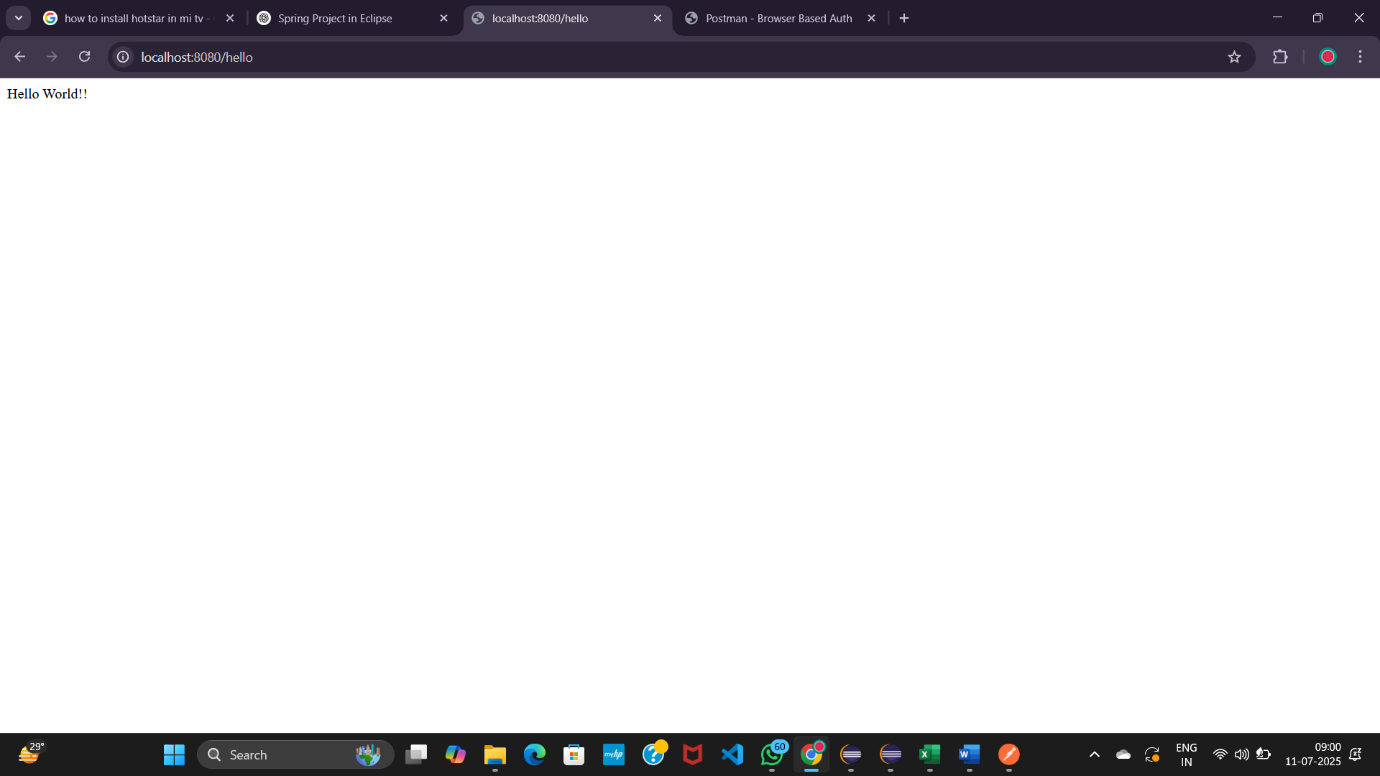 how to install hotstar in mi tv -
Spring Project in Eclipse
localhost:8080/hello
Postman - Browser Based Auth
localhost:8080/hello
Hello World!!
29°
Search
myhp
60
ENG
IN
09:00
11-07-2025